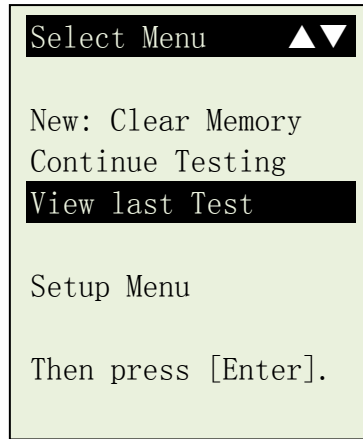 Select Menu ▲▼
New: Clear Memory
Continue Testing
View last Test
Setup Menu
Then press [Enter].